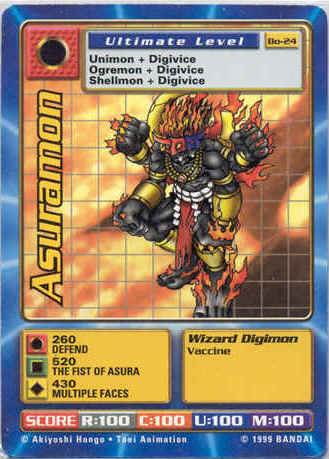 Ultimate Level
Bo-24
Unimon + Digivice
Ogremon + Digivice
Shellmon + Digivice
Asuramon
260
DEFEND
520
THE FIST OF ASURA
430
MULTIPLE FACES
Wizard Digimon
Vaccine
SCORE R:100 C:100 U:100 M:100
© Akiyoshi Hongo • Toei Animation
© 1999 BANDAI